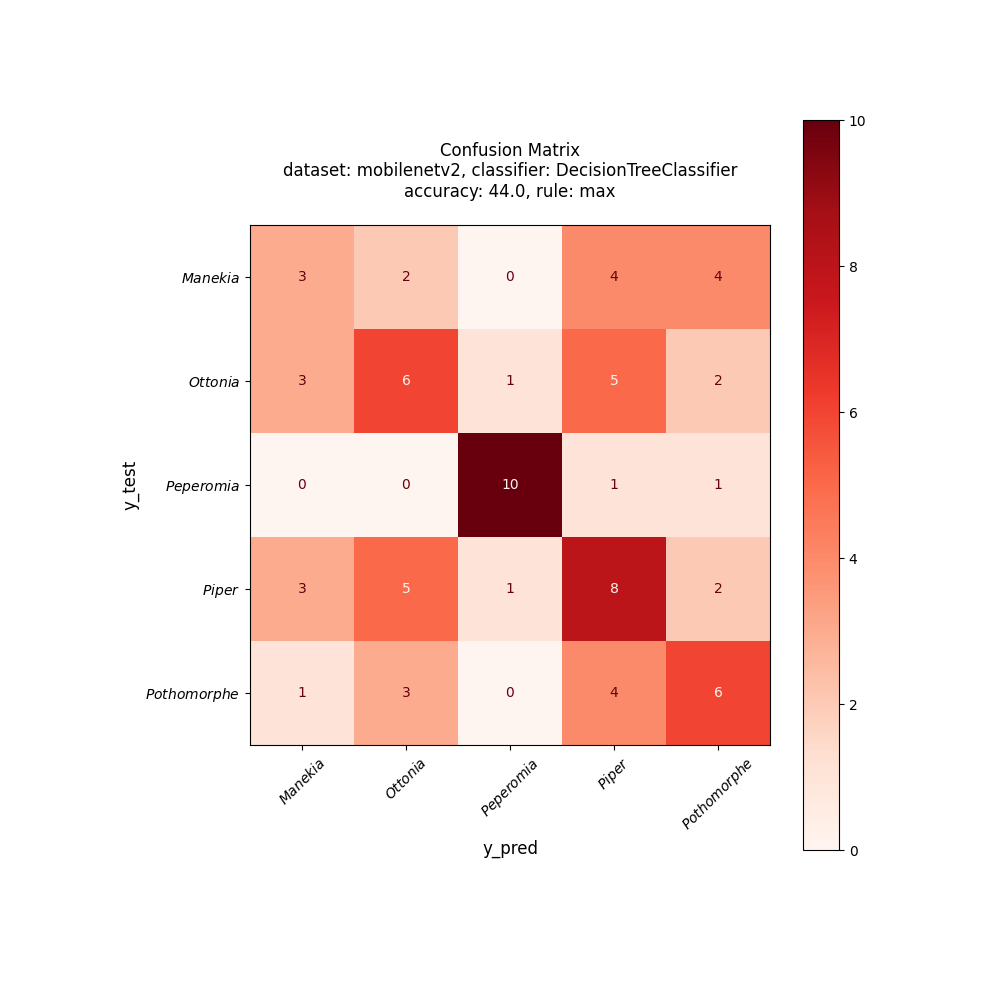 Confusion Matrix
dataset: mobilenetv2, classifier: DecisionTreeClassifier
accuracy: 44.0, rule: max
y_test
Manekia 3 2 0 4 4
Ottonia 3 6 1 5 2
Peperomia 0 0 10 1 1
Piper 3 5 1 8 2
Pothomorphe 1 3 0 4 6
Manekia Ottonia Peperomia Piper Pothomorphe
y_pred
10
8
6
4
2
0